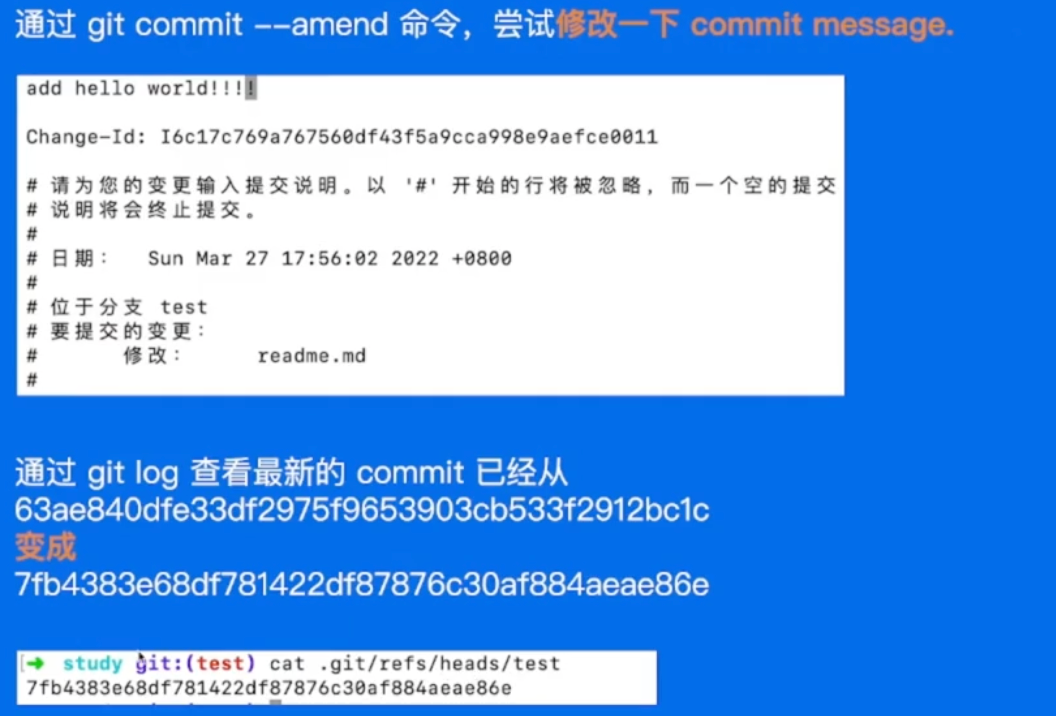 通过 git commit --amend 命令，尝试修改一下 commit message.
add hello world!!!!
Change-Id: I6c17c769a767560df43f5a9cca998e9aefce0011
# 请为您的变更输入提交说明。以 '#' 开始的行将被忽略，而一个空的提交
# 说明将会终止提交。
#
# 日期：  Sun Mar 27 17:56:02 2022 +0800
#
# 位于分支 test
# 要提交的变更：
#       修改：     readme.md
#
通过 git log 查看最新的 commit 已经从
63ae840dfe33df2975f9653903cb533f2912bc1c
变成
7fb4383e68df781422df87876c30af884aeae86e
[➜  study git:(test) cat .git/refs/heads/test
7fb4383e68df781422df87876c30af884aeae86e